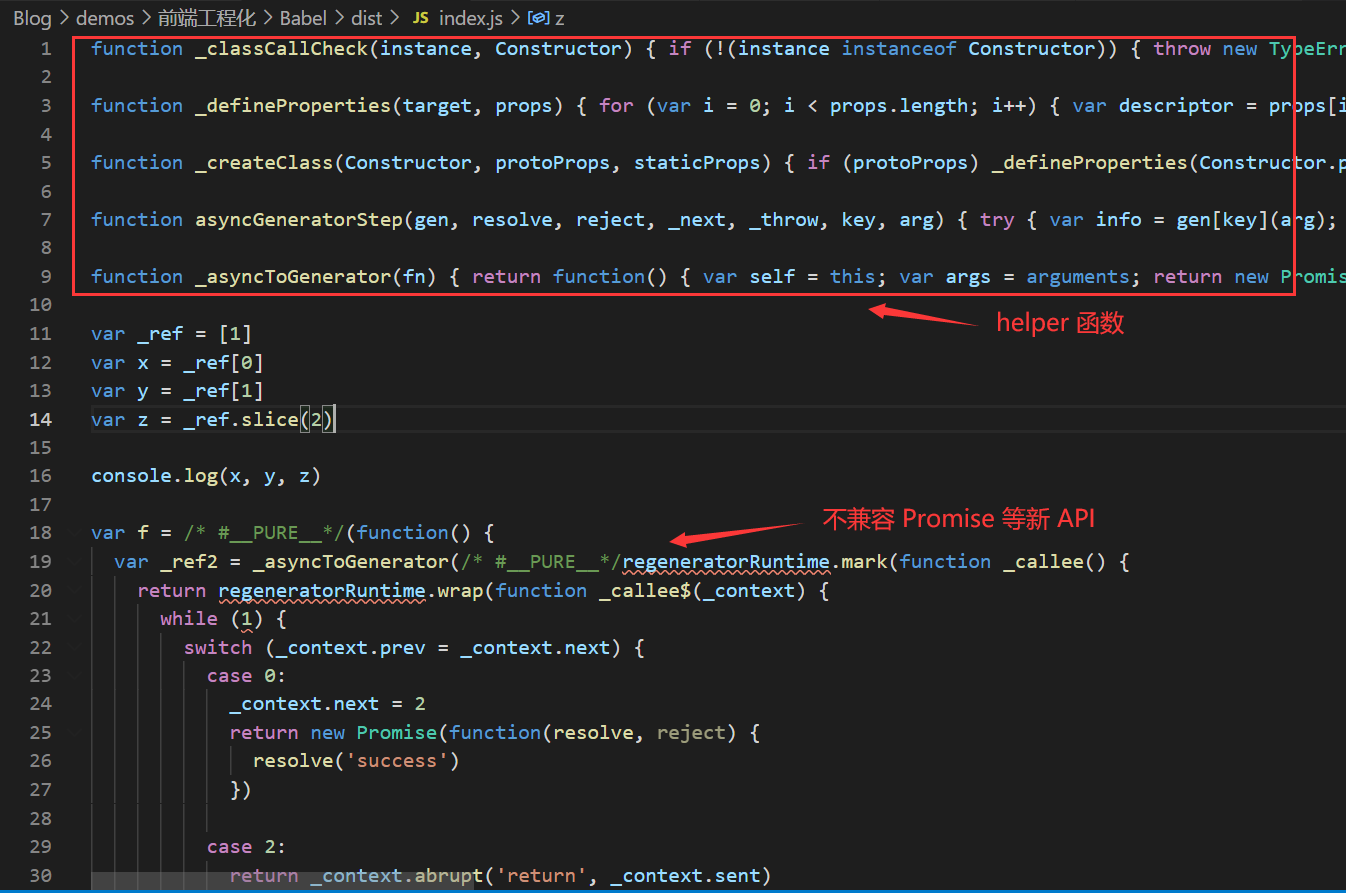 Blog > demos > 前端工程化 > Babel > dist > JS index.js > z
1 function _classCallCheck(instance, Constructor) { if (!(instance instanceof Constructor)) { throw new TypeErr
2
3 function _defineProperties(target, props) { for (var i = 0; i < props.length; i++) { var descriptor = props[i
4
5 function _createClass(Constructor, protoProps, staticProps) { if (protoProps) _defineProperties(Constructor.p
6
7 function asyncGeneratorStep(gen, resolve, reject, _next, _throw, key, arg) { try { var info = gen[key](arg);
8
9 function _asyncToGenerator(fn) { return function() { var self = this; var args = arguments; return new Promis
10
helper 函数
11 var _ref = [1]
12 var x = _ref[0]
13 var y = _ref[1]
14 var z = _ref.slice(2)
15
16 console.log(x, y, z)
17
不兼容 Promise 等新 API
18 var f = /* #__PURE__*/(function() {
19 var _ref2 = _asyncToGenerator(/* #__PURE__*/regeneratorRuntime.mark(function _callee() {
20 return regeneratorRuntime.wrap(function _callee$(_context) {
21 while (1) {
22 switch (_context.prev = _context.next) {
23 case 0:
24 _context.next = 2
25 return new Promise(function(resolve, reject) {
26 resolve('success')
27 })
28
29 case 2:
30 return _context.abrupt('return', _context.sent)